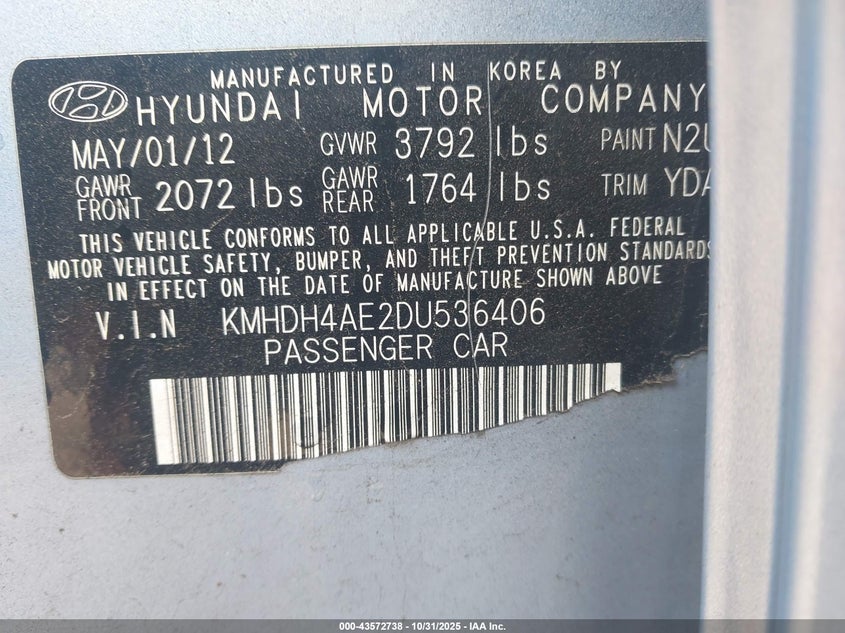 MANUFACTURED IN KOREA BY
HYUNDAI MOTOR COMPANY
MAY/01/12 GVWR 3792 lbs PAINT N2U
GAWR FRONT 2072 lbs GAWR REAR 1764 lbs TRIM YDA
THIS VEHICLE CONFORMS TO ALL APPLICABLE U.S.A. FEDERAL
MOTOR VEHICLE SAFETY, BUMPER, AND THEFT PREVENTION STANDARDS
IN EFFECT ON THE DATE OF MANUFACTURE SHOWN ABOVE
V.I.N KMHDH4AE2DU536406
PASSENGER CAR
000-43572738 - 10/31/2025 - IAA Inc.